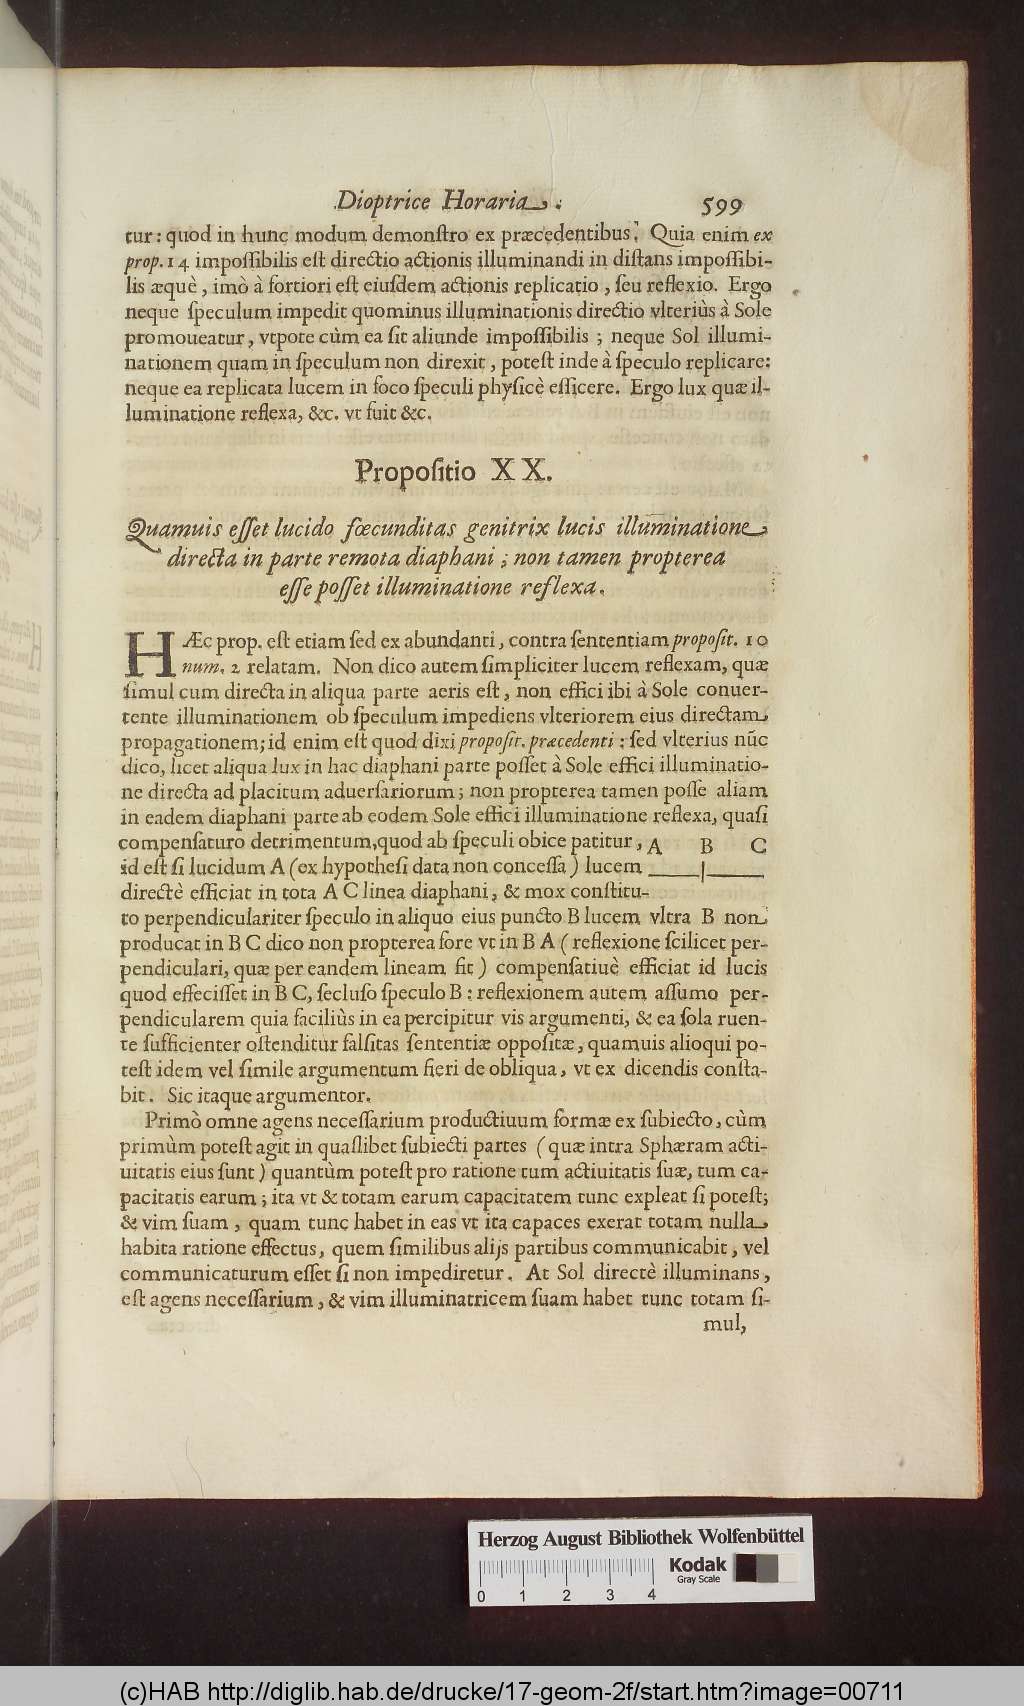 Dioptrice Horaria. 599
tur: quod in hunc modum demonſtro ex præcedentibus. Quia enim ex
prop. 14 impoſſibilis eſt directio actionis illuminandi in diſtans impoſſibi-
lis æquè, imò à fortiori eſt eiuſdem actionis replicatio, ſeu reflexio. Ergo
neque ſpeculum impedit quominus illuminationis directio vlteriùs à Sole
promoueatur, vtpote cùm ea ſit aliunde impoſſibilis; neque Sol illumi-
nationem quam in ſpeculum non direxit, poteſt inde à ſpeculo replicare:
neque ea replicata lucem in foco ſpeculi phyſicè efficere. Ergo lux quæ il-
luminatione reflexa, &c. vt fuit &c.
Propoſitio XX.
Quamuis eſſet lucido fœcunditas genitrix lucis illuminatione
directa in parte remota diaphani; non tamen propterea
eſſe poſſet illuminatione reflexa.
HÆc prop. eſt etiam ſed ex abundanti, contra ſententiam propoſit. 10
num. 2 relatam. Non dico autem ſimpliciter lucem reflexam, quæ
ſimul cum directa in aliqua parte aeris eſt, non effici ibi à Sole conuer-
tente illuminationem ob ſpeculum impediens vlteriorem eius directam
propagationem; id enim eſt quod dixi propoſit. præcedenti: ſed vlterius nūc
dico, licet aliqua lux in hac diaphani parte poſſet à Sole effici illuminatio-
ne directa ad placitum aduerſariorum; non propterea tamen poſſe aliam
in eadem diaphani parte ab eodem Sole effici illuminatione reflexa, quaſi
compenſaturo detrimentum, quod ab ſpeculi obice patitur, A B C
id eſt ſi lucidum A (ex hypotheſi data non conceſſa) lucem
directè efficiat in tota A C linea diaphani, & mox conſtitu-
to perpendiculariter ſpeculo in aliquo eius puncto B lucem vltra B non
producat in B C dico non propterea fore vt in B A (reflexione ſcilicet per-
pendiculari, quæ per eandem lineam fit) compenſatiuè efficiat id lucis
quod effeciſſet in B C, ſecluſo ſpeculo B: reflexionem autem aſſumo per-
pendicularem quia faciliùs in ea percipitur vis argumenti, & ea ſola ruen-
te ſufficienter oſtenditur falſitas ſententiæ oppoſitæ, quamuis alioqui po-
teſt idem vel ſimile argumentum fieri de obliqua, vt ex dicendis conſta-
bit. Sic itaque argumentor.
Primò omne agens neceſſarium productiuum formæ ex ſubiecto, cùm
primùm poteſt agit in quaſlibet ſubiecti partes (quæ intra Sphæram acti-
uitatis eius ſunt) quantùm poteſt pro ratione tum actiuitatis ſuæ, tum ca-
pacitatis earum; ita vt & totam earum capacitatem tunc expleat ſi poteſt;
& vim ſuam, quam tunc habet in eas vt ita capaces exerat totam nulla
habita ratione effectus, quem ſimilibus alijs partibus communicabit, vel
communicaturum eſſet ſi non impediretur. At Sol directè illuminans,
eſt agens neceſſarium, & vim illuminatricem ſuam habet tunc totam ſi-
mul,
Herzog August Bibliothek Wolfenbüttel
Kodak
Gray Scale
0 1 2 3 4
(c)HAB http://diglib.hab.de/drucke/17-geom-2f/start.htm?image=00711